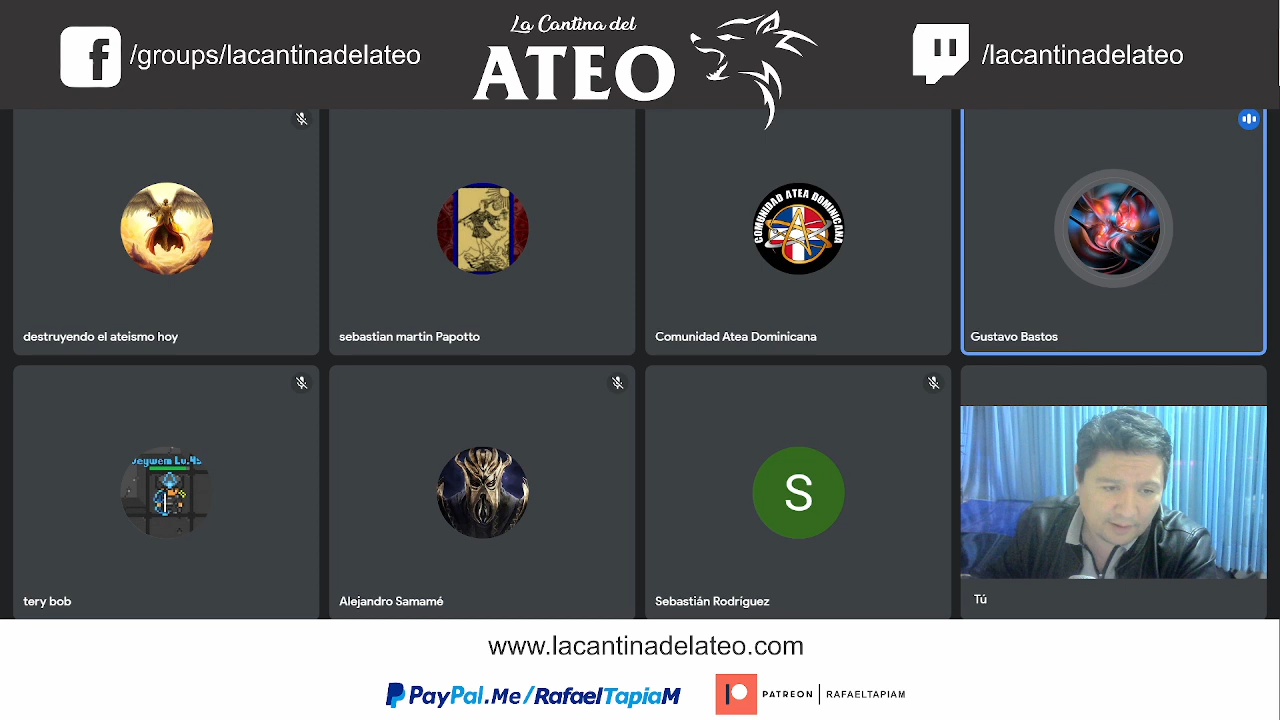 La Cantina del
/groups/lacantinadelateo
ATEO
/lacantinadelateo
COMUNIDAD ATEA DOMINICANA
destruyendo el ateismo hoy
sebastian martin Papotto
Comunidad Atea Dominicana
Gustavo Bastos
S
tery bob
Alejandro Samamé
Sebastián Rodríguez
Tú
www.lacantinadelateo.com
PayPal.Me/RafaelTapiaM
PATREON | RAFAELTAPIAM